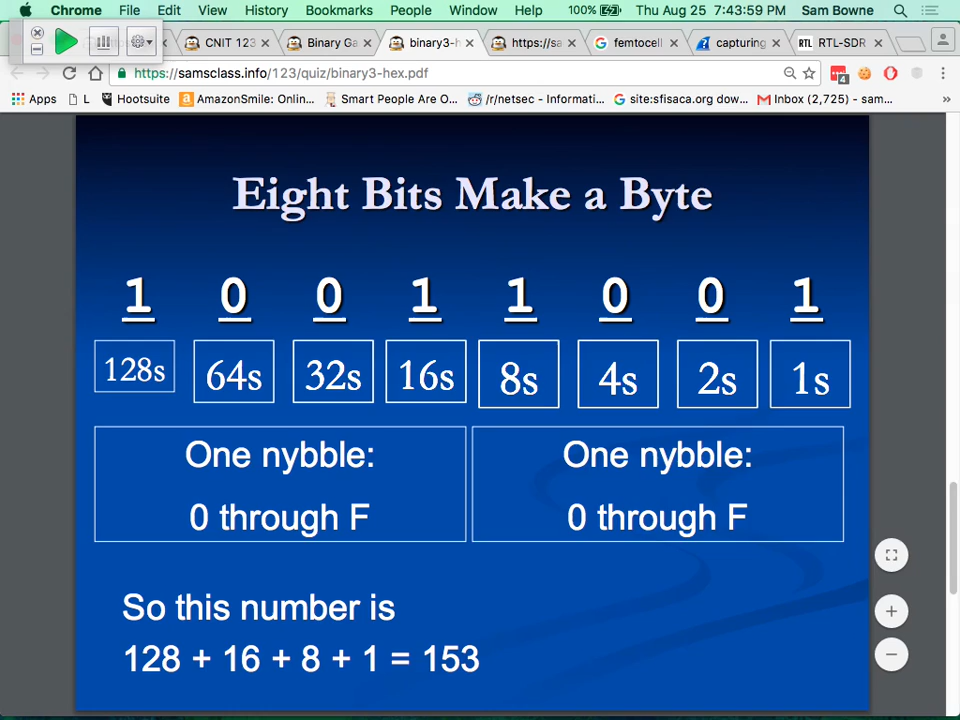 Chrome File Edit View History Bookmarks People Window Help 100% Thu Aug 25 7:43:59 PM Sam Bowne
CNIT 123 Binary Ga binary3-h https://sa femtocell capturing RTL RTL-SDR
https://samsclass.info/123/quiz/binary3-hex.pdf 4
Apps L Hootsuite a AmazonSmile: Onlin... Smart People Are O... /r/netsec - Informati... G site:sfisaca.org dow... Inbox (2,725) - sam... »
Eight Bits Make a Byte
1 0 0 1 1 0 0 1
128s 64s 32s 16s 8s 4s 2s 1s
One nybble: One nybble:
0 through F 0 through F
So this number is
128 + 16 + 8 + 1 = 153